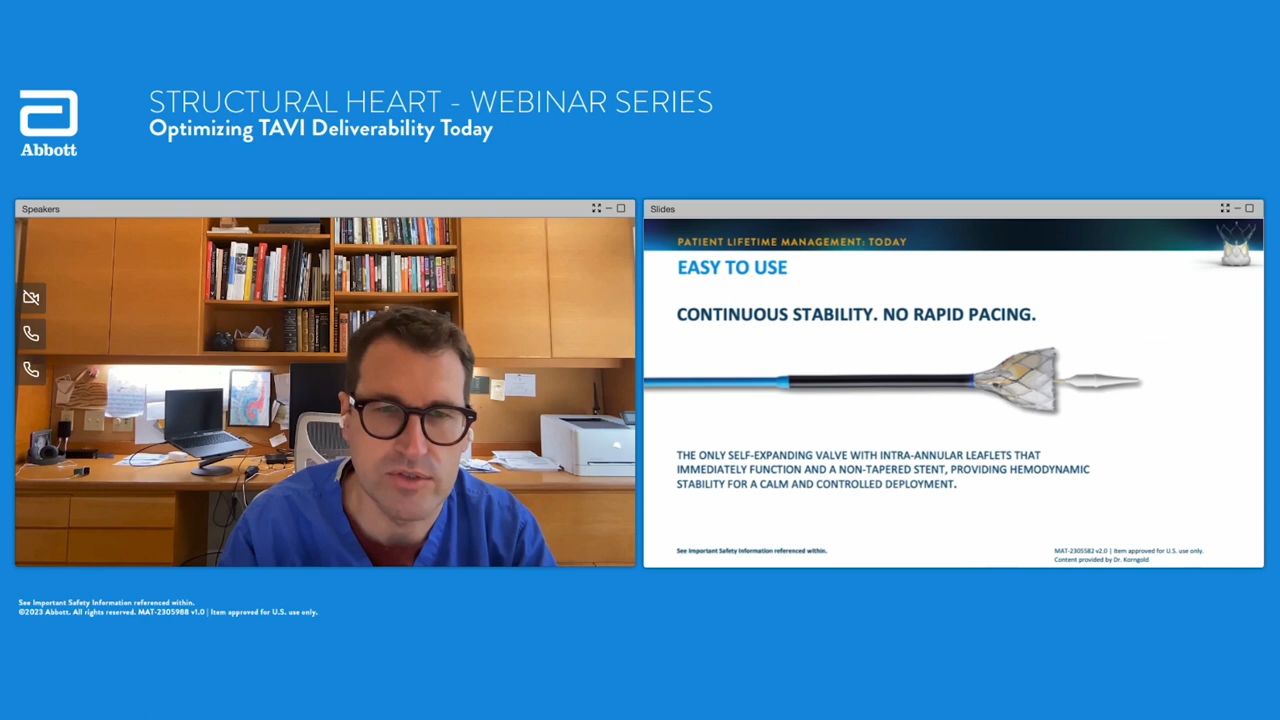 STRUCTURAL HEART - WEBINAR SERIES
Optimizing TAVI Deliverability Today
Abbott
Speakers
Slides
PATIENT LIFETIME MANAGEMENT: TODAY
EASY TO USE
CONTINUOUS STABILITY. NO RAPID PACING.
THE ONLY SELF-EXPANDING VALVE WITH INTRA-ANNULAR LEAFLETS THAT
IMMEDIATELY FUNCTION AND A NON-TAPERED STENT, PROVIDING HEMODYNAMIC
STABILITY FOR A CALM AND CONTROLLED DEPLOYMENT.
See Important Safety Information referenced within.
MAT-2305582 v2.0 | Item approved for U.S. use only.
Content provided by Dr. Korngold
See Important Safety Information referenced within.
©2023 Abbott. All rights reserved. MAT-2305988 v1.0 | Item approved for U.S. use only.